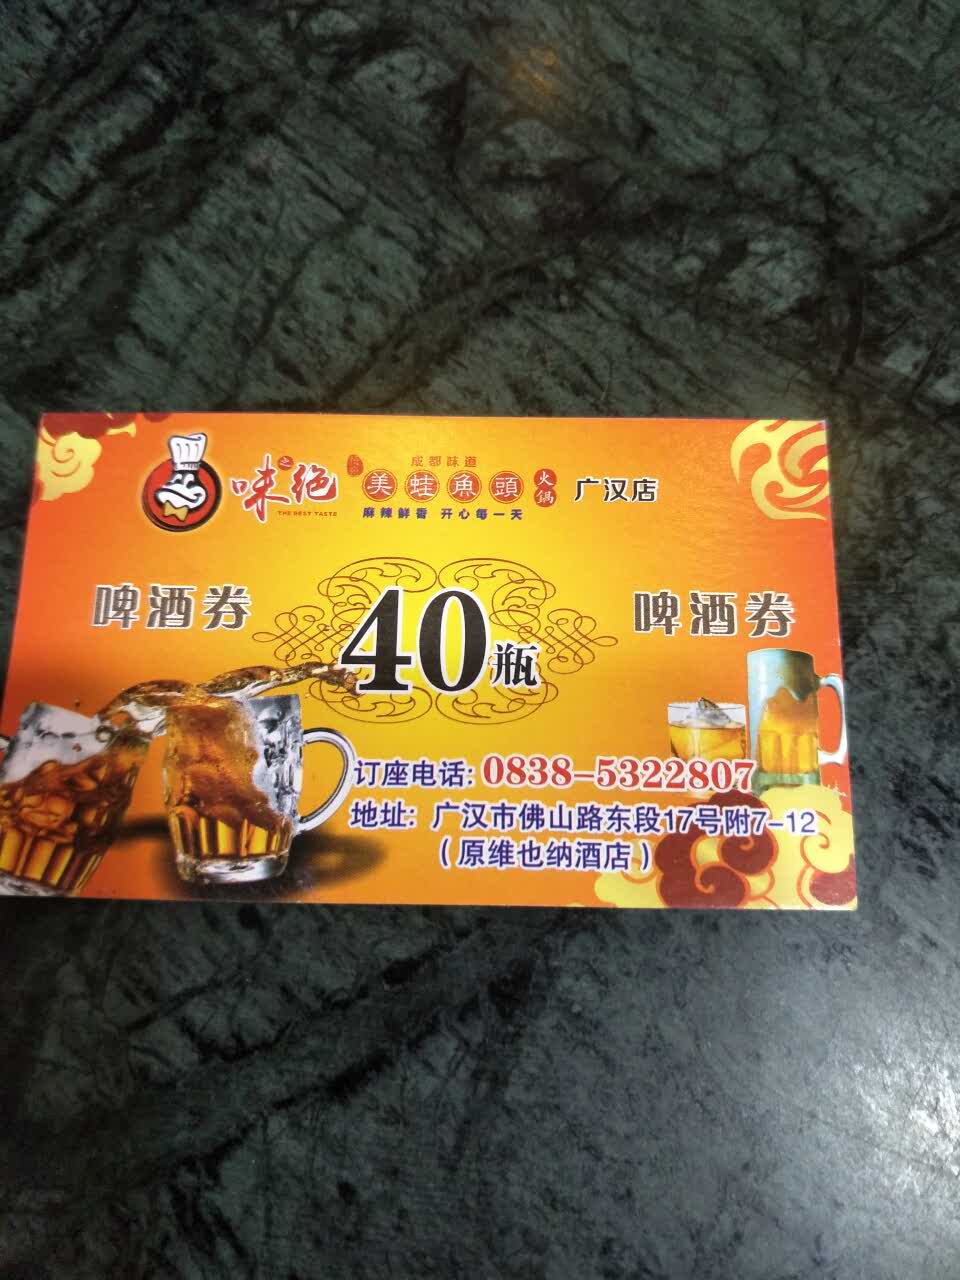 味之绝
THE BEST TASTE
成都味道
美蛙魚頭
火鍋
广汉店
麻辣鲜香 开心每一天
啤酒券
40瓶
啤酒券
订座电话: 0838-5322807
地址: 广汉市佛山路东段17号附7-12
(原维也纳酒店)